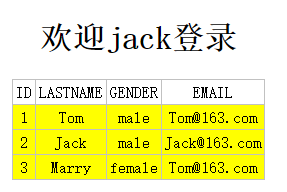 欢迎jack登录
ID LASTNAME GENDER EMAIL
1 Tom male Tom@163.com
2 Jack male Jack@163.com
3 Marry female Tom@163.com